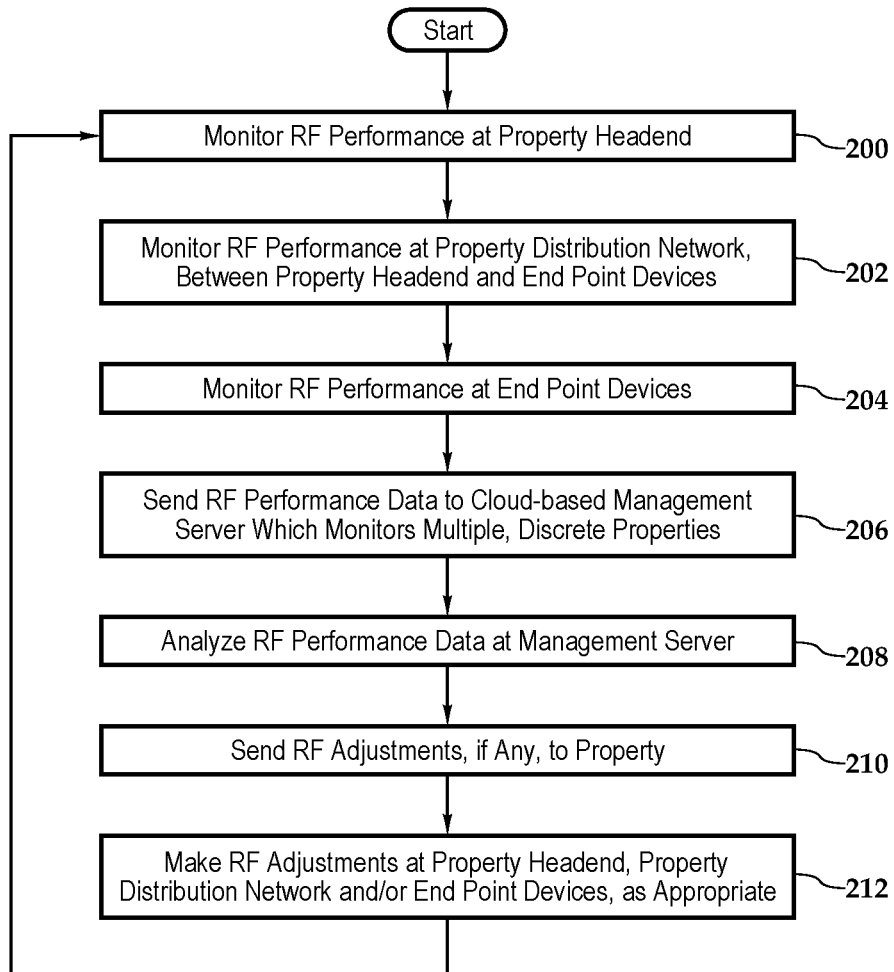 Start
Monitor RF Performance at Property Headend
200
Monitor RF Performance at Property Distribution Network,
Between Property Headend and End Point Devices
202
Monitor RF Performance at End Point Devices
204
Send RF Performance Data to Cloud-based Management
Server Which Monitors Multiple, Discrete Properties
206
Analyze RF Performance Data at Management Server
208
Send RF Adjustments, if Any, to Property
210
Make RF Adjustments at Property Headend, Property
Distribution Network and/or End Point Devices, as Appropriate
212